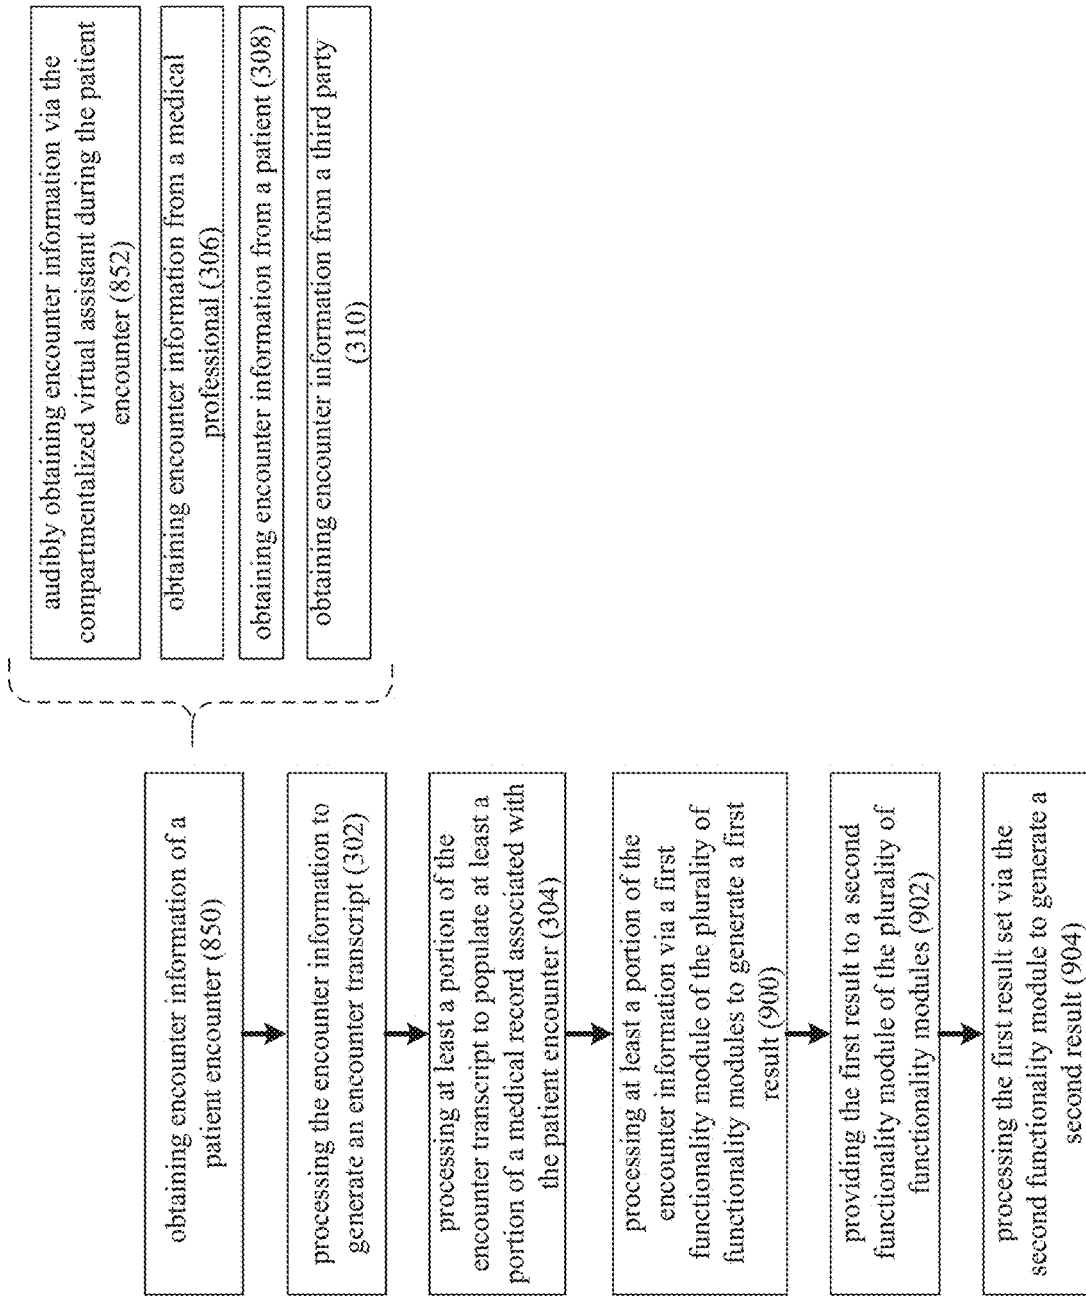 obtaining encounter information of a
patient encounter (850)
audibly obtaining encounter information via the
compartmentalized virtual assistant during the patient
encounter (852)
obtaining encounter information from a medical
professional (306)
obtaining encounter information from a patient (308)
obtaining encounter information from a third party
(310)
processing the encounter information to
generate an encounter transcript (302)
processing at least a portion of the
encounter transcript to populate at least a
portion of a medical record associated with
the patient encounter (304)
processing at least a portion of the
encounter information via a first
functionality module of the plurality of
functionality modules to generate a first
result (900)
providing the first result to a second
functionality module of the plurality of
functionality modules (902)
processing the first result set via the
second functionality module to generate a
second result (904)